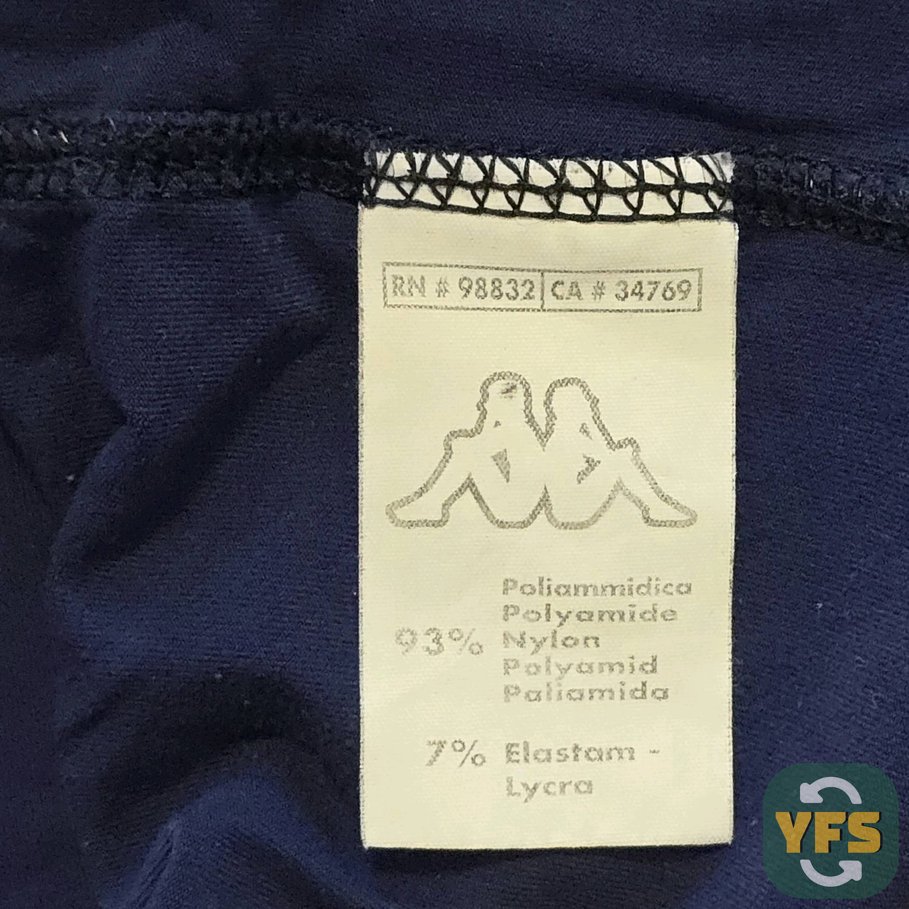 RN # 98832 CA # 34769
Poliammidica
Polyamide
93% Nylon
Polyamid
Paliamida
7% Elastam -
Lycra
YFS